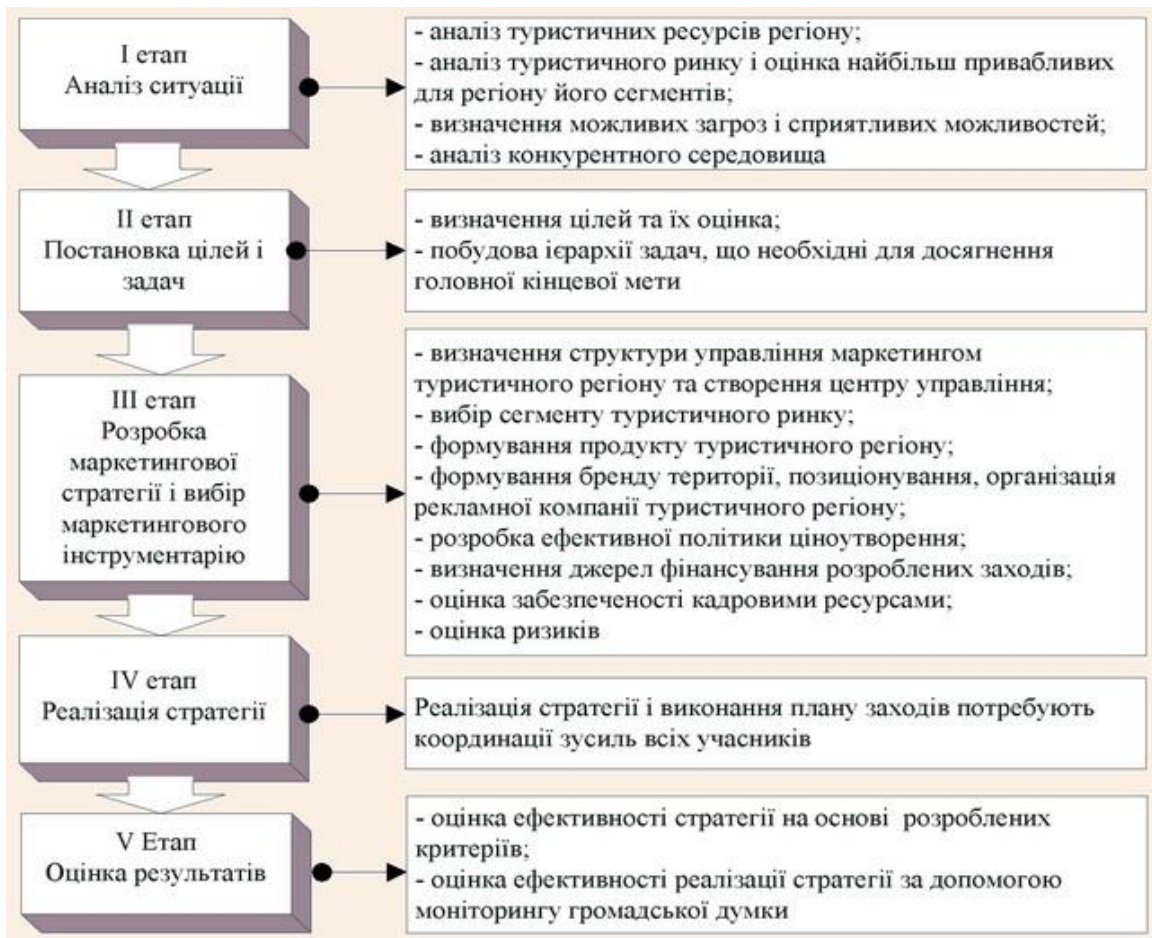 I етап
Аналіз ситуації
- аналіз туристичних ресурсів регіону;
- аналіз туристичного ринку і оцінка найбільш привабливих
для регіону його сегментів;
- визначення можливих загроз і сприятливих можливостей;
- аналіз конкурентного середовища
II етап
Постановка цілей і
задач
- визначення цілей та їх оцінка;
- побудова ієрархії задач, що необхідні для досягнення
головної кінцевої мети
III етап
Розробка
маркетингової
стратегії і вибір
маркетингового
інструментарію
- визначення структури управління маркетингом
туристичного регіону та створення центру управління;
- вибір сегменту туристичного ринку;
- формування продукту туристичного регіону;
- формування бренду території, позиціонування, організація
рекламної компанії туристичного регіону;
- розробка ефективної політики ціноутворення;
- визначення джерел фінансування розроблених заходів;
- оцінка забезпеченості кадровими ресурсами;
- оцінка ризиків
IV етап
Реалізація стратегії
Реалізація стратегії і виконання плану заходів потребують
координації зусиль всіх учасників
V Етап
Оцінка результатів
- оцінка ефективності стратегії на основі розроблених
критеріїв;
- оцінка ефективності реалізації стратегії за допомогою
моніторингу громадської думки